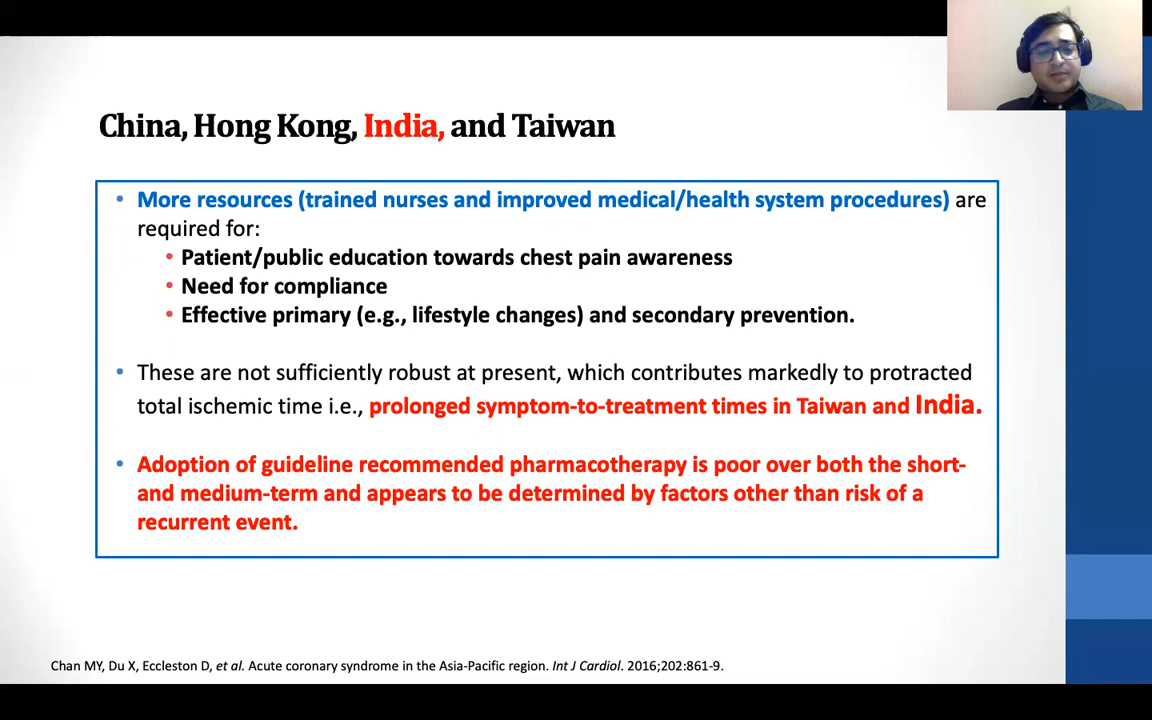 China, Hong Kong, India, and Taiwan
• More resources (trained nurses and improved medical/health system procedures) are
required for:
• Patient/public education towards chest pain awareness
• Need for compliance
• Effective primary (e.g., lifestyle changes) and secondary prevention.
• These are not sufficiently robust at present, which contributes markedly to protracted
total ischemic time i.e., prolonged symptom-to-treatment times in Taiwan and India.
• Adoption of guideline recommended pharmacotherapy is poor over both the short-
and medium-term and appears to be determined by factors other than risk of a
recurrent event.
Chan MY, Du X, Eccleston D, et al. Acute coronary syndrome in the Asia-Pacific region. Int J Cardiol. 2016;202:861-9.